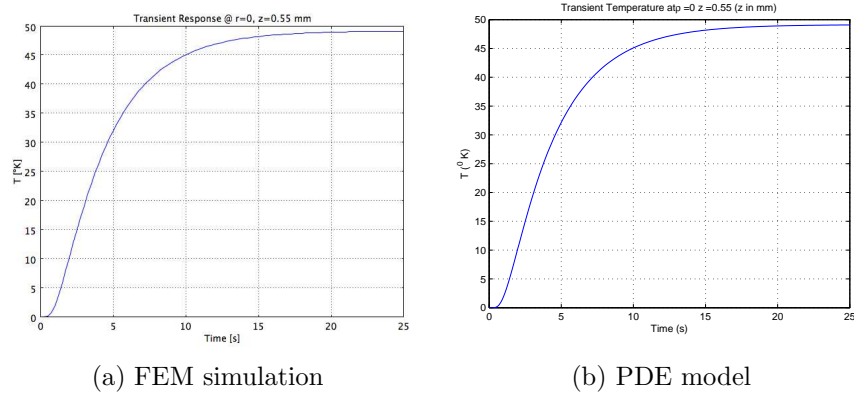 Transient Response @ r=0, z=0.55 mm
T [°K]
50
45
40
35
30
25
20
15
10
5
0
0 5 10 15 20 25
Time [s]
(a) FEM simulation
Transient Temperature atρ =0 z =0.55 (z in mm)
T (⁰ K)
50
45
40
35
30
25
20
15
10
5
0
0 5 10 15 20 25
Time (s)
(b) PDE model